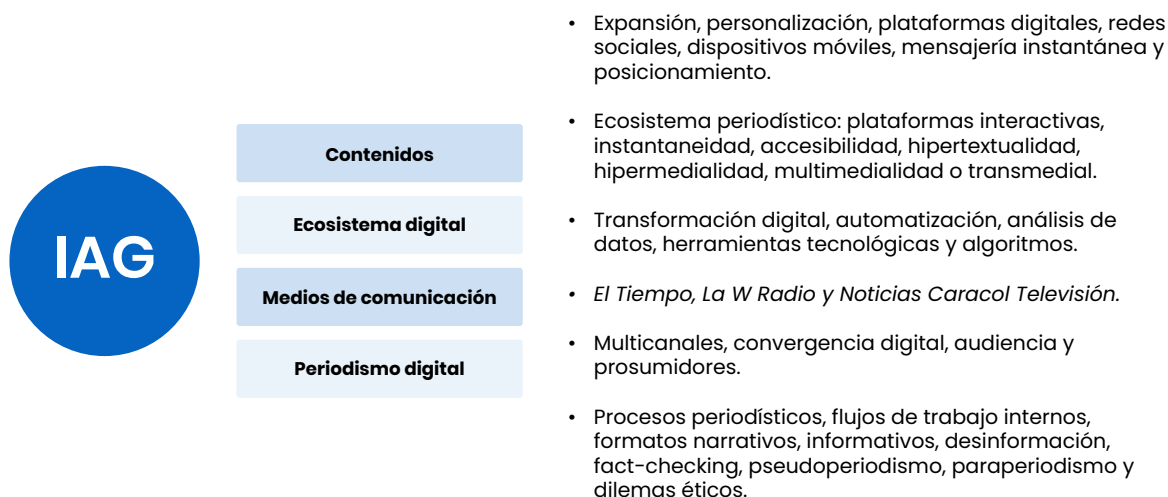 IAG
Contenidos
Ecosistema digital
Medios de comunicación
Periodismo digital
• Expansión, personalización, plataformas digitales, redes
sociales, dispositivos móviles, mensajería instantánea y
posicionamiento.
• Ecosistema periodístico: plataformas interactivas,
instantaneidad, accesibilidad, hipertextualidad,
hipermedialidad, multimedialidad o transmedial.
• Transformación digital, automatización, análisis de
datos, herramientas tecnológicas y algoritmos.
• El Tiempo, La W Radio y Noticias Caracol Televisión.
• Multicanales, convergencia digital, audiencia y
prosumidores.
• Procesos periodísticos, flujos de trabajo internos,
formatos narrativos, informativos, desinformación,
fact-checking, pseudoperiodismo, paraperiodismo y
dilemas éticos.